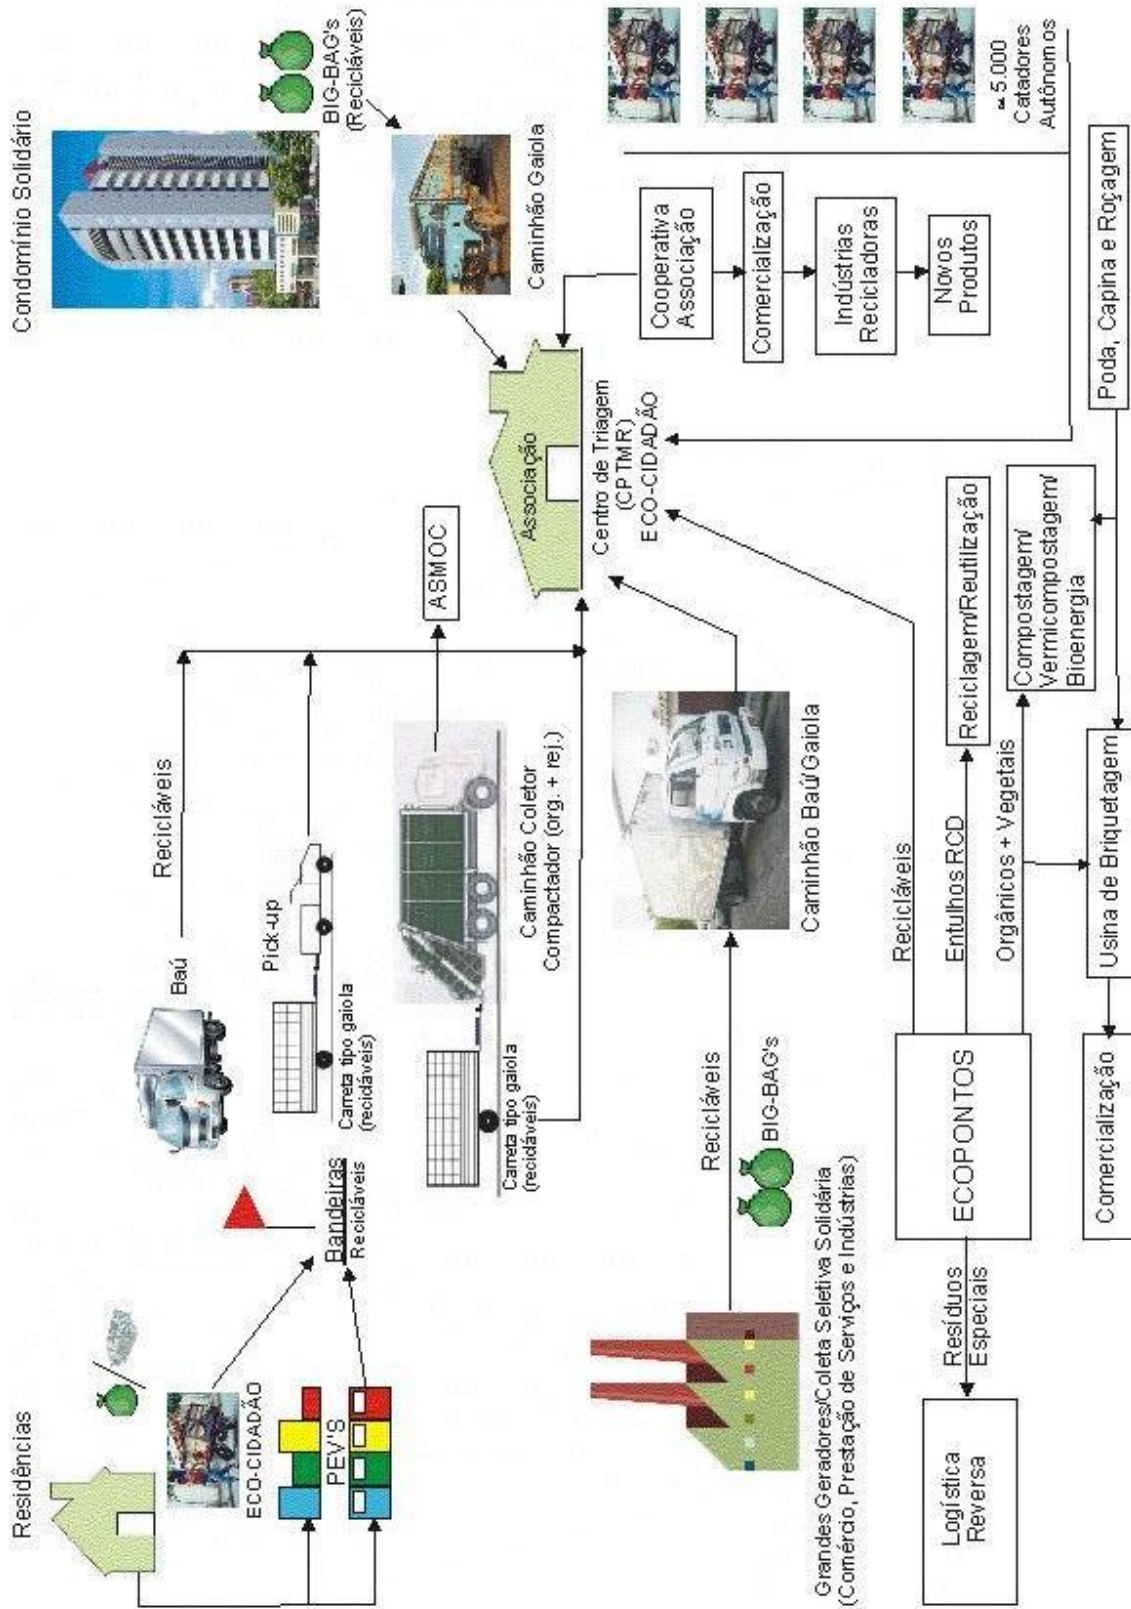 Residências
ECO-CIDADÃO
PEV'S
Bandeiras
Recicláveis
Baú
Recicláveis
Pick-up
Carreta tipo gaiola
(recicláveis)
Carreta tipo gaiola
(recicláveis)
Caminhão Coletor
Compactador (org. + rej.)
ASMOC
Condomínio Solidário
BIG-BAG's
(Recicláveis)
Caminhão Gaiola
Associação
Centro de Triagem
(CPTMR)
ECO-CIDADÃO
Cooperativa
Associação
Comercialização
Indústrias
Recicladoras
Novos
Produtos
≃ 5.000
Catadores
Autônomos
Grandes Geradores/Coleta Seletiva Solidária
(Comércio, Prestação de Serviços e Indústrias)
BIG-BAG's
Recicláveis
Caminhão Baú/Gaiola
Logística
Reversa
Resíduos
Especiais
ECOPONTOS
Recicláveis
Entulhos RCD
Reciclagem/Reutilização
Orgânicos + Vegetais
Compostagem/
Vermicompostagem/
Bioenergia
Poda, Capina e Roçagem
Usina de Briquetagem
Comercialização